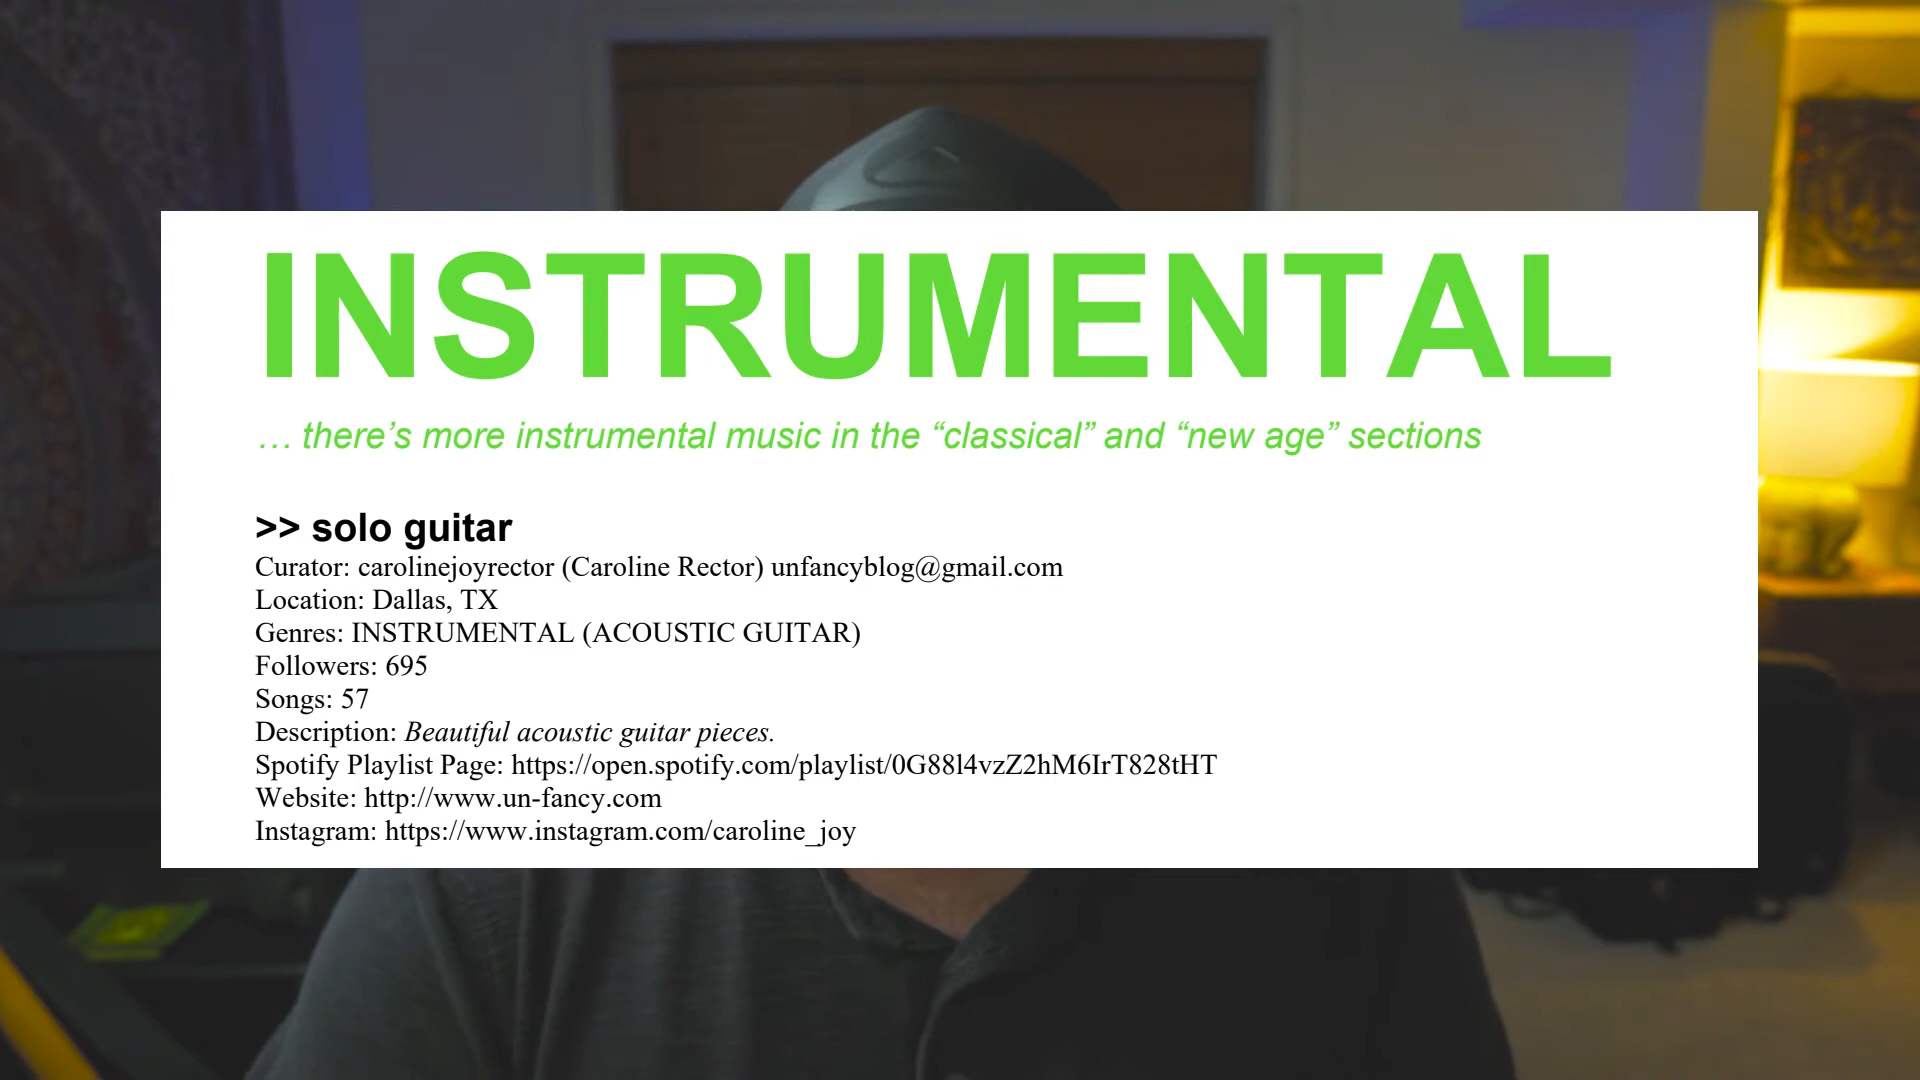 INSTRUMENTAL
… there’s more instrumental music in the “classical” and “new age” sections
>> solo guitar
Curator: carolinejoyrector (Caroline Rector) unfancyblog@gmail.com
Location: Dallas, TX
Genres: INSTRUMENTAL (ACOUSTIC GUITAR)
Followers: 695
Songs: 57
Description: Beautiful acoustic guitar pieces.
Spotify Playlist Page: https://open.spotify.com/playlist/0G88l4vzZ2hM6IrT828tHT
Website: http://www.un-fancy.com
Instagram: https://www.instagram.com/caroline_joy